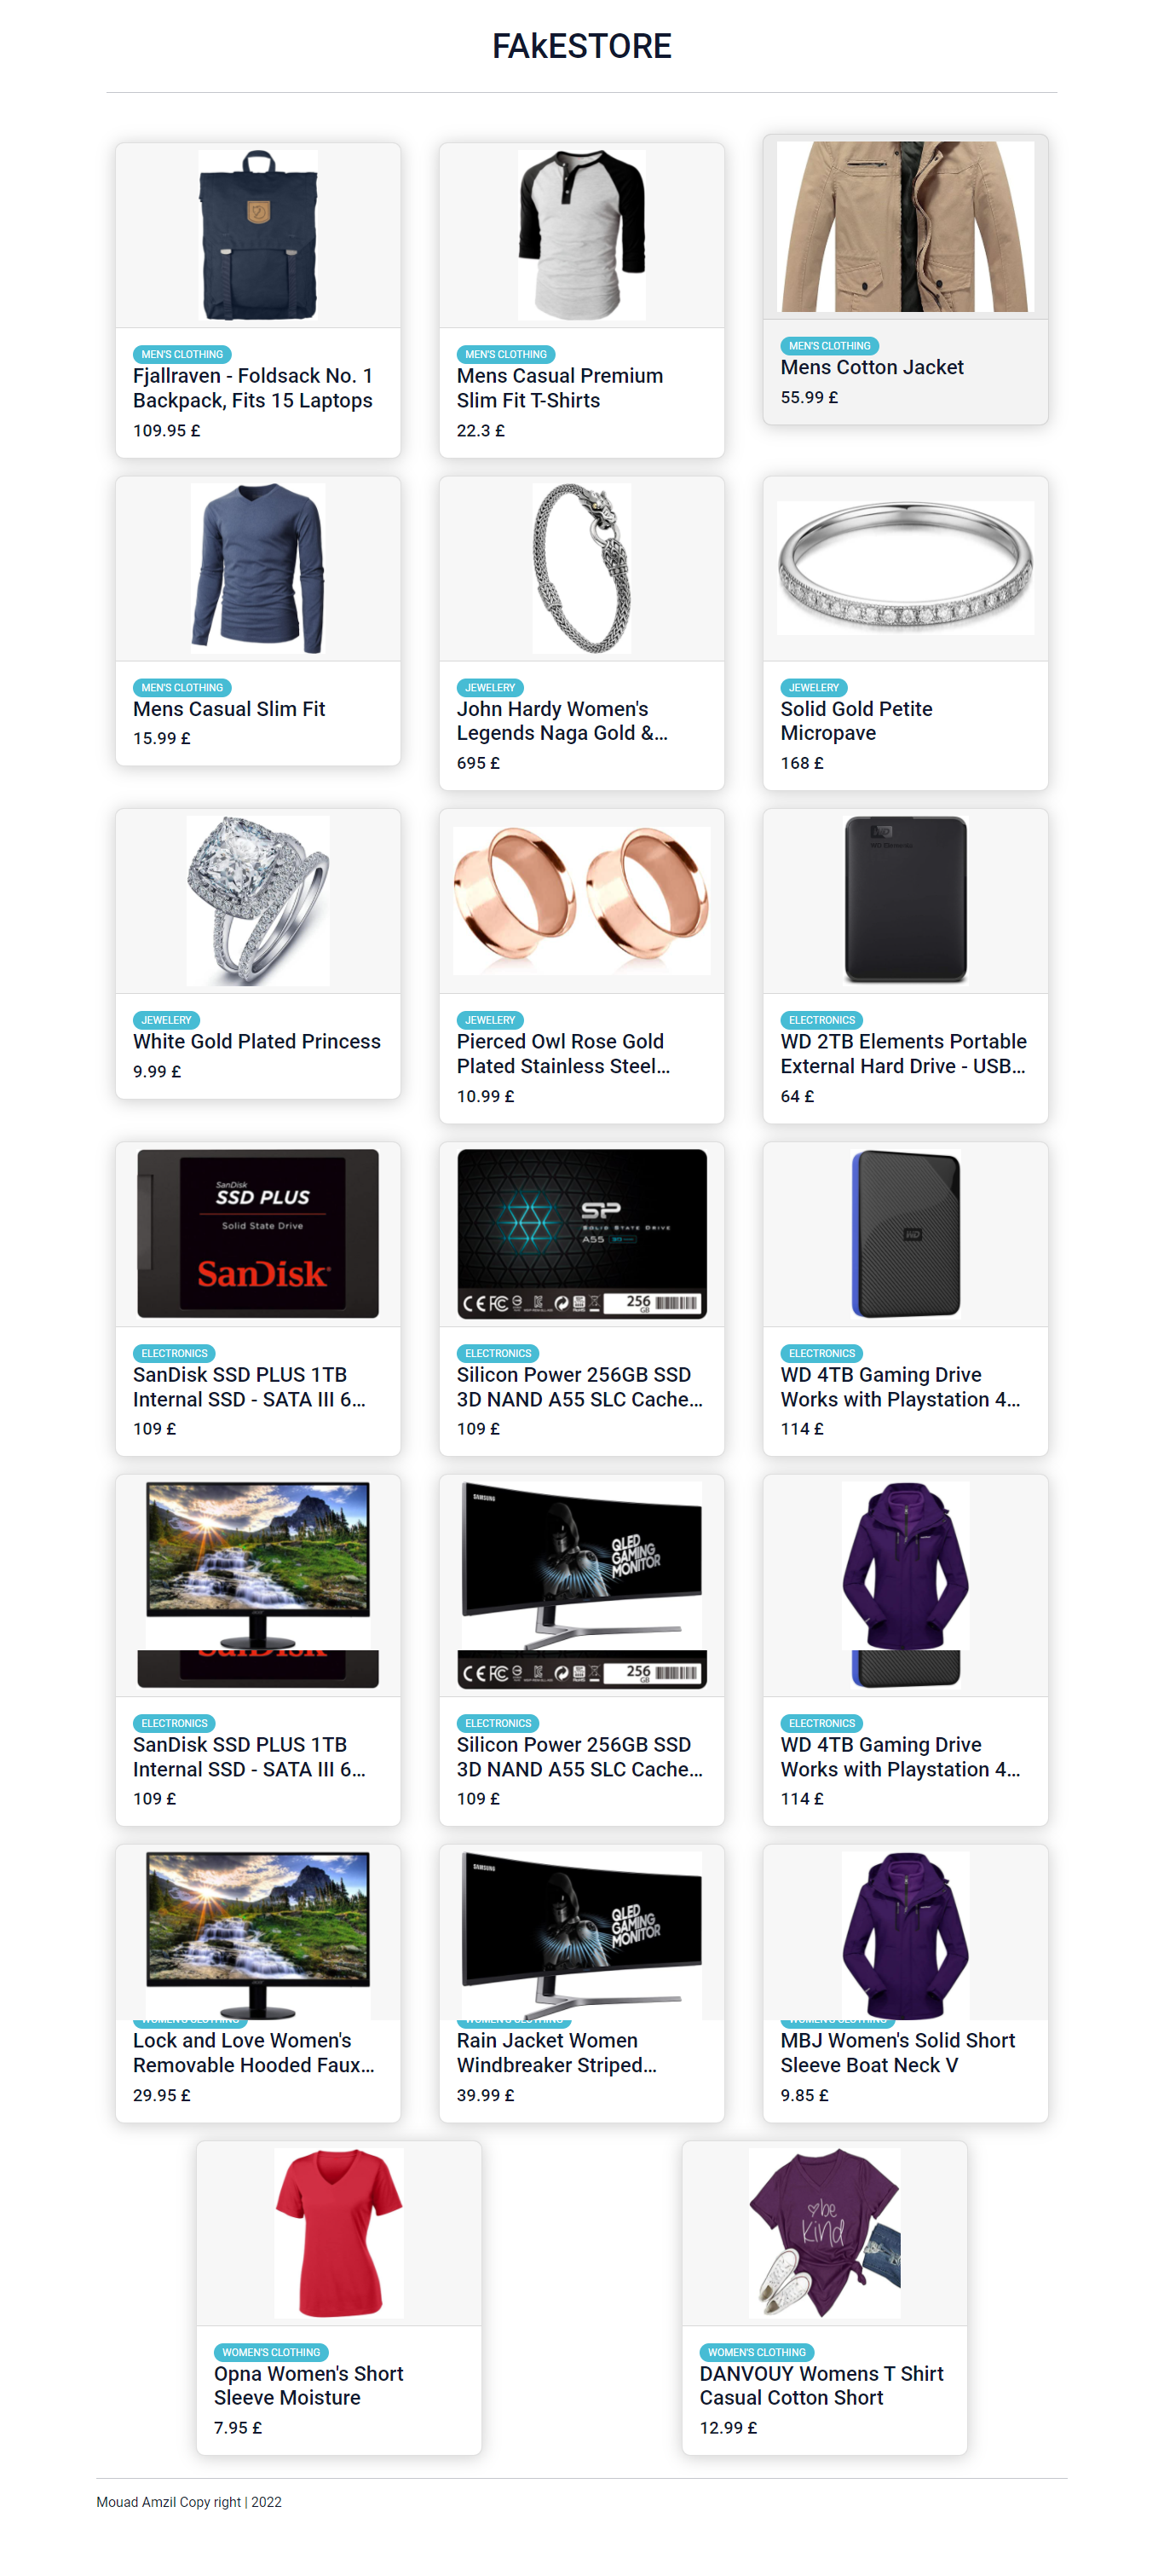 FAkESTORE
MEN'S CLOTHING
Fjallraven - Foldsack No. 1
Backpack, Fits 15 Laptops
109.95 £
MEN'S CLOTHING
Mens Casual Premium
Slim Fit T-Shirts
22.3 £
MEN'S CLOTHING
Mens Cotton Jacket
55.99 £
MEN'S CLOTHING
Mens Casual Slim Fit
15.99 £
JEWELERY
John Hardy Women's
Legends Naga Gold &...
695 £
JEWELERY
Solid Gold Petite
Micropave
168 £
JEWELERY
White Gold Plated Princess
9.99 £
JEWELERY
Pierced Owl Rose Gold
Plated Stainless Steel...
10.99 £
WD
ELECTRONICS
WD 2TB Elements Portable
External Hard Drive - USB...
64 £
SanDisk
SSD PLUS
Solid State Drive
SanDisk
ELECTRONICS
SanDisk SSD PLUS 1TB
Internal SSD - SATA III 6...
109 £
SP
SOLID STATE DRIVE
A55
256
GB
ELECTRONICS
Silicon Power 256GB SSD
3D NAND A55 SLC Cache...
109 £
WD
ELECTRONICS
WD 4TB Gaming Drive
Works with Playstation 4...
114 £
SanDisk
ELECTRONICS
SanDisk SSD PLUS 1TB
Internal SSD - SATA III 6...
109 £
SAMSUNG
QLED
GAMING
MONITOR
256
GB
ELECTRONICS
Silicon Power 256GB SSD
3D NAND A55 SLC Cache...
109 £
ELECTRONICS
WD 4TB Gaming Drive
Works with Playstation 4...
114 £
WOMEN'S CLOTHING
Lock and Love Women's
Removable Hooded Faux...
29.95 £
SAMSUNG
QLED
GAMING
MONITOR
WOMEN'S CLOTHING
Rain Jacket Women
Windbreaker Striped...
39.99 £
WOMEN'S CLOTHING
MBJ Women's Solid Short
Sleeve Boat Neck V
9.85 £
WOMEN'S CLOTHING
Opna Women's Short
Sleeve Moisture
7.95 £
be
kind
WOMEN'S CLOTHING
DANVOUY Womens T Shirt
Casual Cotton Short
12.99 £
Mouad Amzil Copy right | 2022